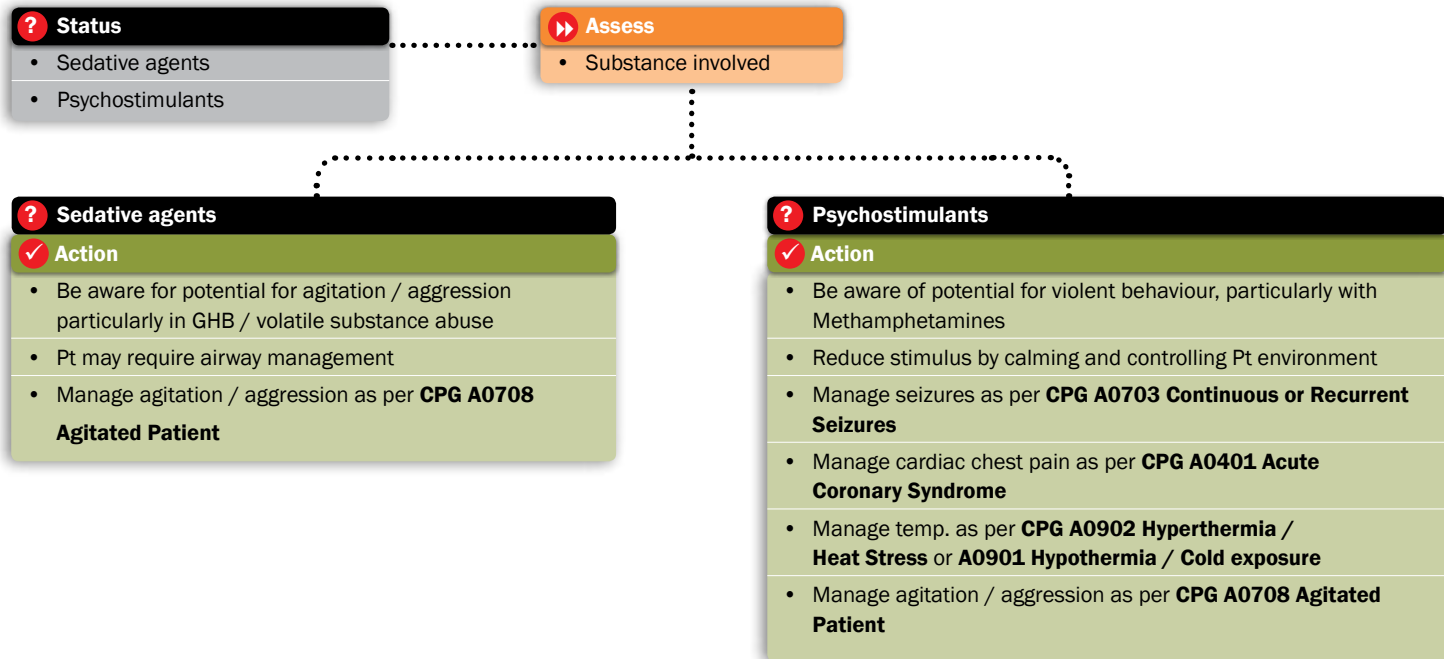 ? Status
• Sedative agents
• Psychostimulants
Assess
• Substance involved
? Sedative agents
✓ Action
• Be aware for potential for agitation / aggression
particularly in GHB / volatile substance abuse
• Pt may require airway management
• Manage agitation / aggression as per CPG A0708
Agitated Patient
? Psychostimulants
✓ Action
• Be aware of potential for violent behaviour, particularly with
Methamphetamines
• Reduce stimulus by calming and controlling Pt environment
• Manage seizures as per CPG A0703 Continuous or Recurrent
Seizures
• Manage cardiac chest pain as per CPG A0401 Acute
Coronary Syndrome
• Manage temp. as per CPG A0902 Hyperthermia /
Heat Stress or A0901 Hypothermia / Cold exposure
• Manage agitation / aggression as per CPG A0708 Agitated
Patient